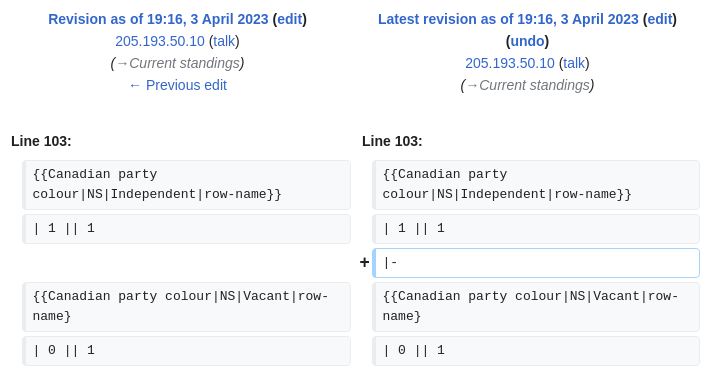 Revision as of 19:16, 3 April 2023 (edit)
205.193.50.10 (talk)
(→Current standings)
← Previous edit
Latest revision as of 19:16, 3 April 2023 (edit)
(undo)
205.193.50.10 (talk)
(→Current standings)
Line 103:
Line 103:
{{Canadian party
colour|NS|Independent|row-name}}
{{Canadian party
colour|NS|Independent|row-name}}
| 1 || 1
| 1 || 1
+ |-
{{Canadian party colour|NS|Vacant|row-
name}
{{Canadian party colour|NS|Vacant|row-
name}
| 0 || 1
| 0 || 1